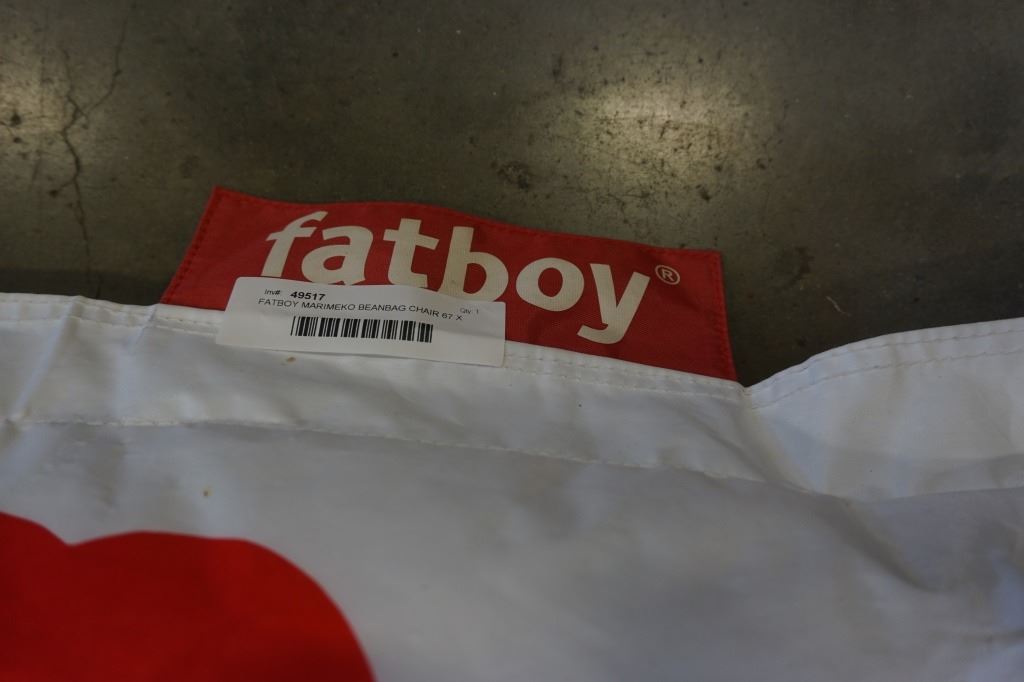 fatboy®
Inv# 49517 Qty: 1
FATBOY MARIMEKO BEANBAG CHAIR 67 X